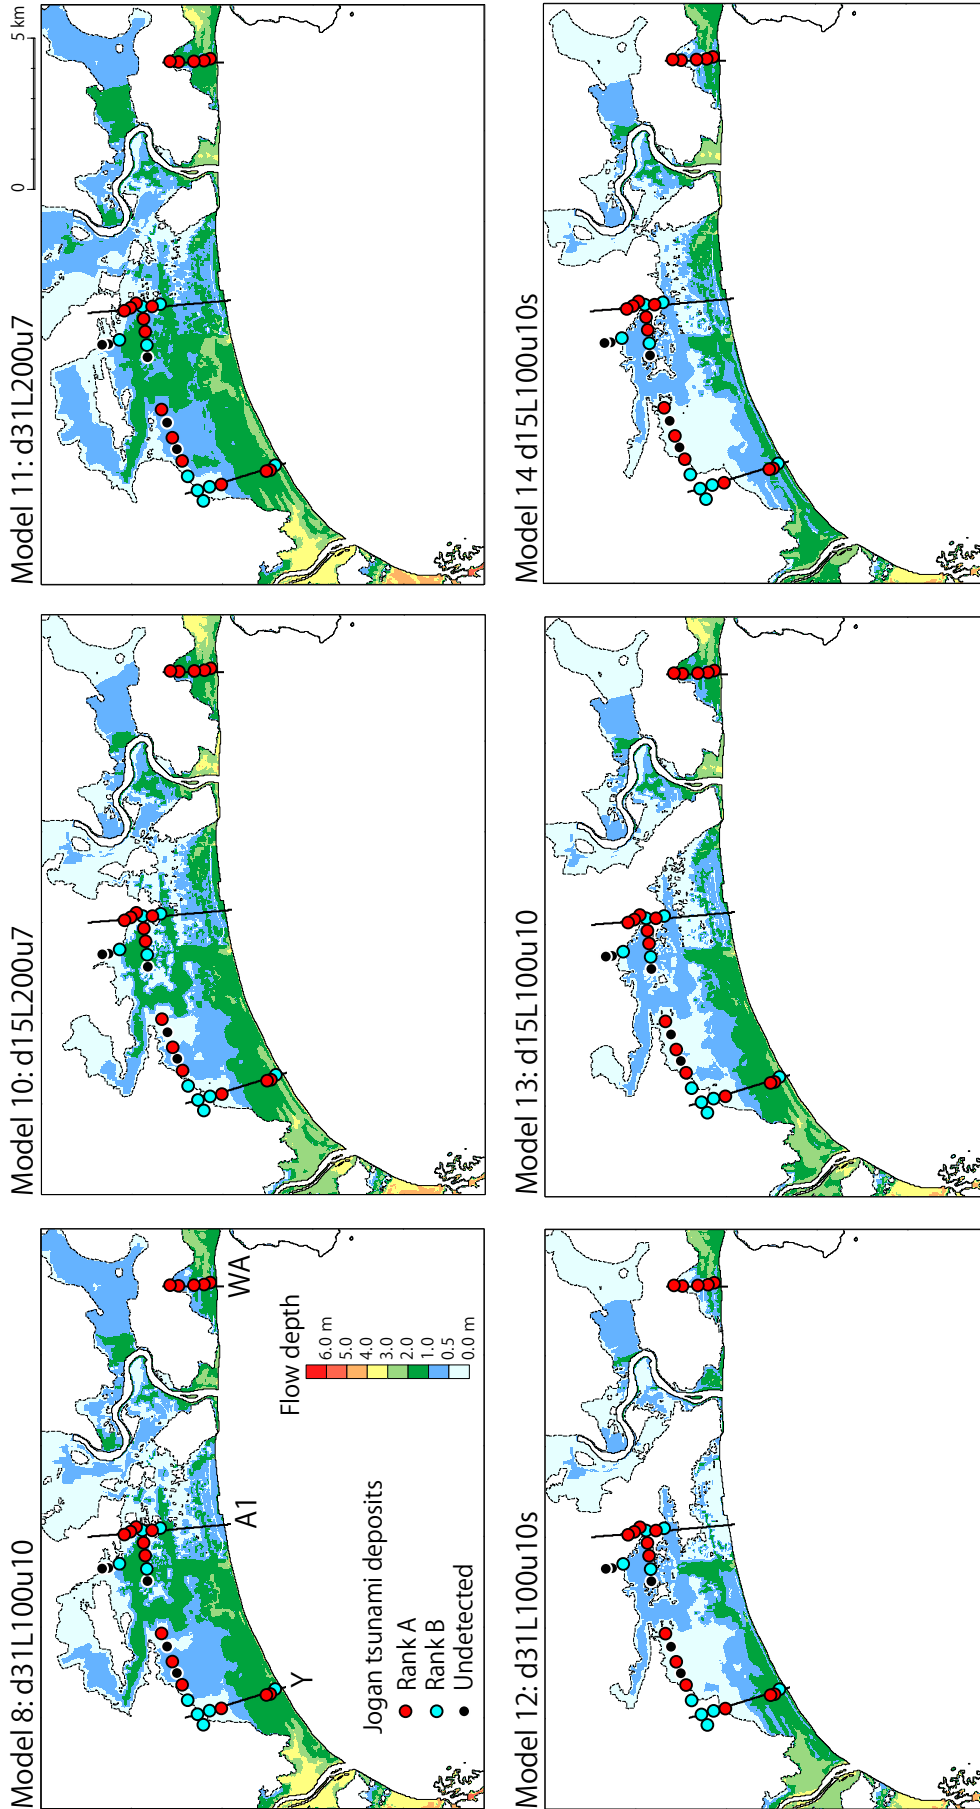 Model 8: d31L100u10
Y
A1
WA
Jogan tsunami deposits
Rank A
Rank B
Undetected
Flow depth
6.0 m
5.0
4.0
3.0
2.0
1.0
0.5
0.0 m
Model 10: d15L200u7
Model 11: d31L200u7
0
5 km
Model 12: d31L100u10s
Model 13: d15L100u10
Model 14 d15L100u10s